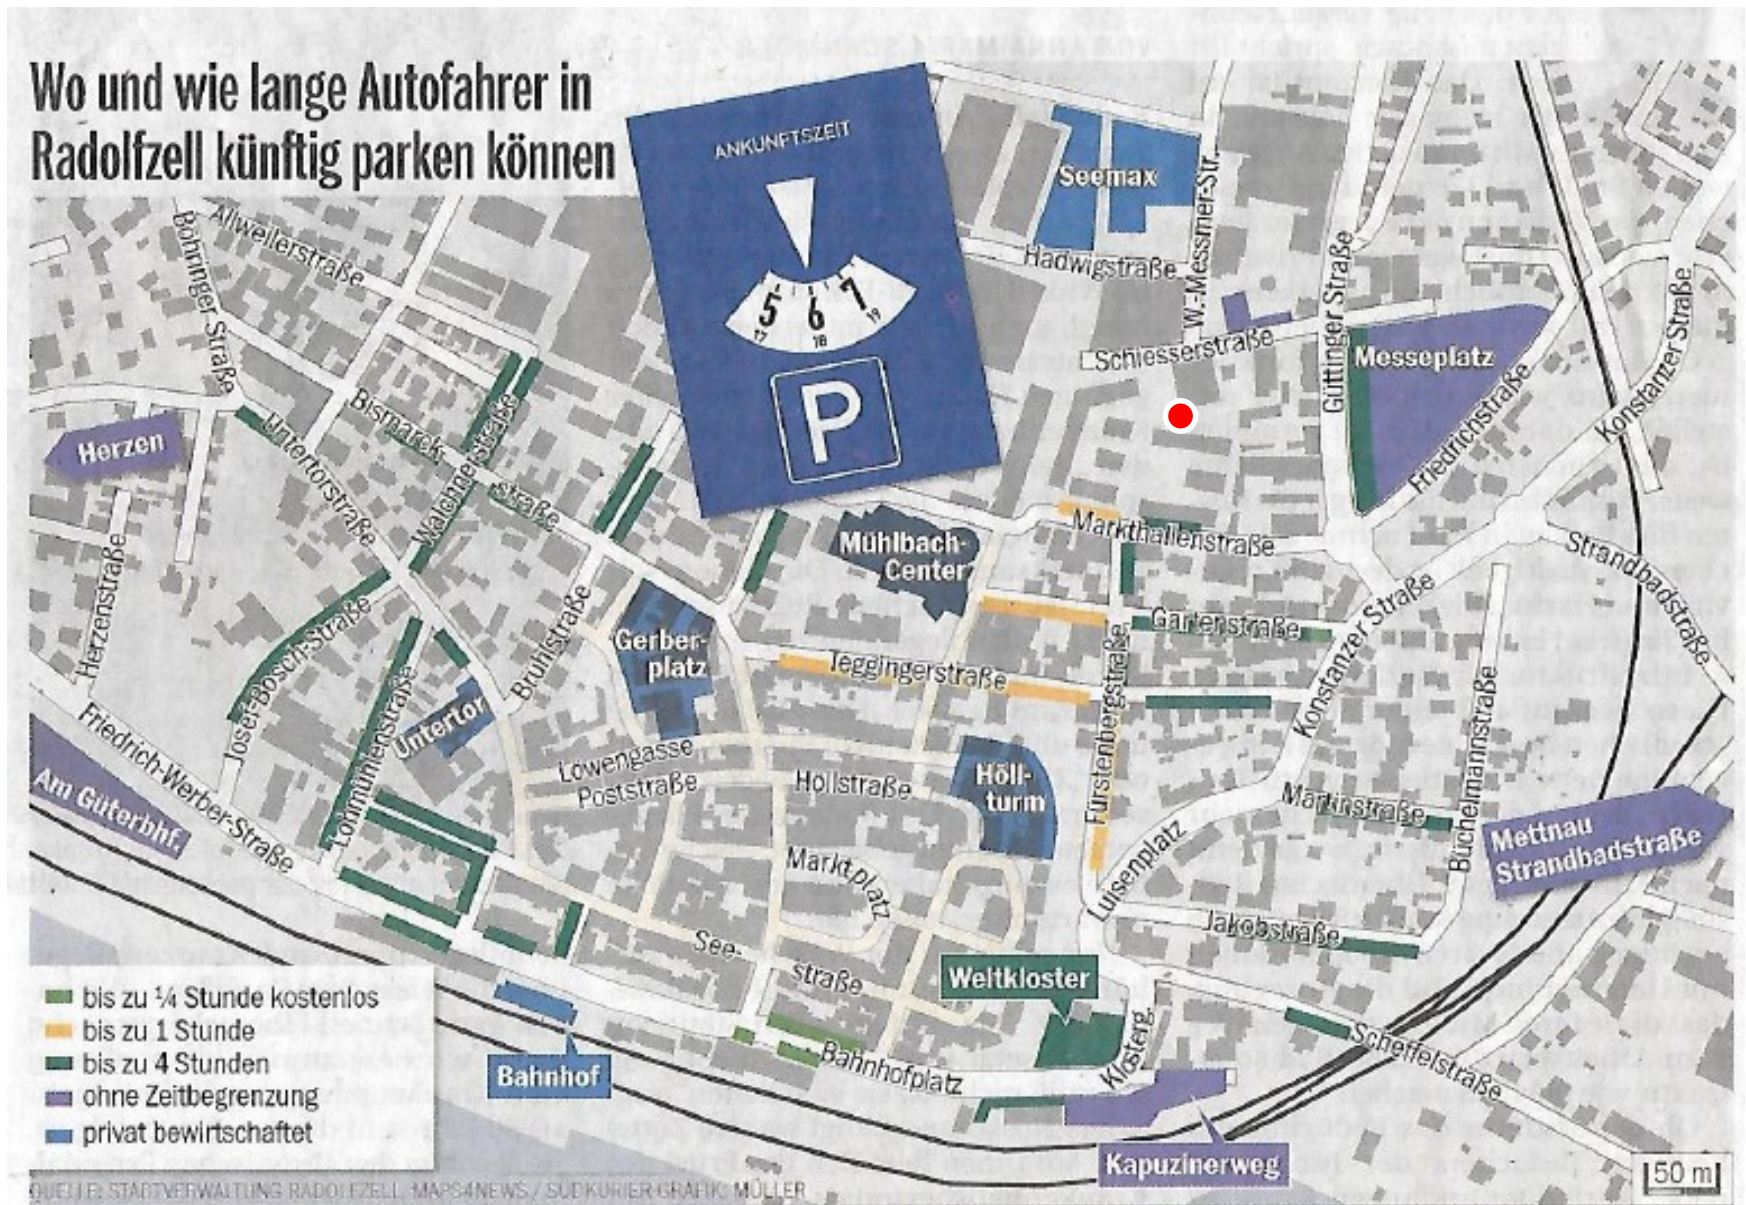 Wo und wie lange Autofahrer in
Radolfzell künftig parken können
ANKUNFTSZEIT
5 6 7
17 18 19
P
Seemax
Hadwigstraße
W.-Messmer-Str.
Schiesserstraße
Güttinger Straße
Messeplatz
Friedrichstraße
Konstanzer Straße
Allweilerstraße
Böhringer Straße
Herzen
Bismarck-
straße
Untertorstraße
Walchnerstraße
Herzenstraße
Mühlbach-
Center
Markthallenstraße
Strandbadstraße
Gartenstraße
Konstanzer Straße
Josef-Bosch-Straße
Brühlstraße
Gerber-
platz
Teggingerstraße
Fürstenbergstraße
Untertor
Lohmühlenstraße
Friedrich-Werber-Straße
Am Güterbhf.
Löwengasse
Poststraße
Höllstraße
Höll-
turm
Martinstraße
Büchelmannstraße
Mettnau
Strandbadstraße
Marktplatz
Luisenplatz
Jakobstraße
See-
straße
Weltkloster
Klosterg.
Scheffelstraße
Bahnhof
Bahnhofplatz
Kapuzinerweg
bis zu ¼ Stunde kostenlos
bis zu 1 Stunde
bis zu 4 Stunden
ohne Zeitbegrenzung
privat bewirtschaftet
50 m
QUELLE: STADTVERWALTUNG RADOLFZELL, MAPS4NEWS / SÜDKURIER-GRAFIK: MÜLLER